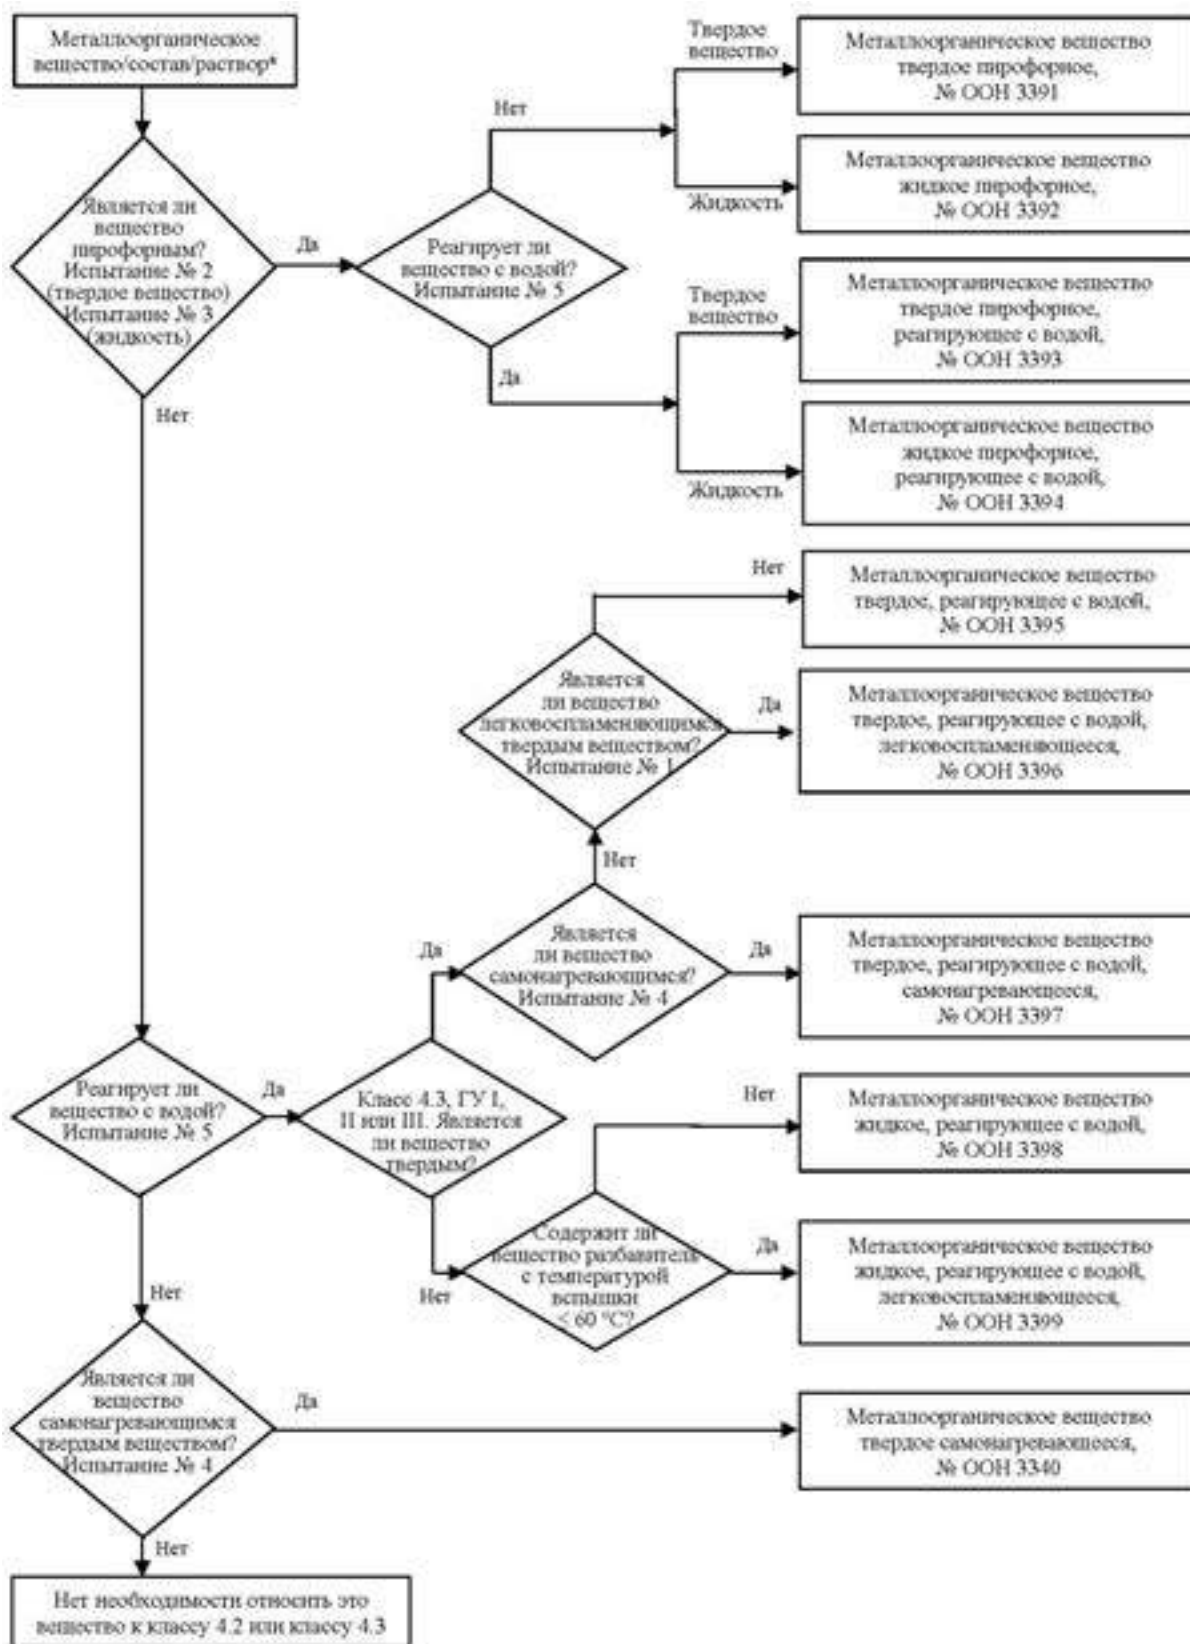 Металлоорганическое
вещество/состав/раствор*
Является ли
вещество
пирофорным?
Испытание № 2
(твердое вещество)
Испытание № 3
(жидкость)
Да
Нет
Реагирует ли
вещество с водой?
Испытание № 5
Нет
Да
Твердое
вещество
Металлоорганическое вещество
твердое пирофорное,
№ ООН 3391
Жидкость
Металлоорганическое вещество
жидкое пирофорное,
№ ООН 3392
Твердое
вещество
Металлоорганическое вещество
твердое пирофорное,
реагирующее с водой,
№ ООН 3393
Жидкость
Металлоорганическое вещество
жидкое пирофорное,
реагирующее с водой,
№ ООН 3394
Нет
Металлоорганическое вещество
твердое, реагирующее с водой,
№ ООН 3395
Является
ли вещество
легковоспламеняющимся
твердым веществом?
Испытание № 1
Да
Металлоорганическое вещество
твердое, реагирующее с водой,
легковоспламеняющееся,
№ ООН 3396
Нет
Является
ли вещество
самонагревающимся?
Испытание № 4
Да
Да
Металлоорганическое вещество
твердое, реагирующее с водой,
самонагревающееся,
№ ООН 3397
Реагирует ли
вещество с водой?
Испытание № 5
Да
Класс 4.3, ГУ I,
II или III. Является
ли вещество
твердым?
Нет
Металлоорганическое вещество
жидкое, реагирующее с водой,
№ ООН 3398
Содержит ли
вещество разбавитель
с температурой
вспышки
< 60 °C?
Нет
Да
Металлоорганическое вещество
жидкое, реагирующее с водой,
легковоспламеняющееся,
№ ООН 3399
Нет
Является ли
вещество
самонагревающимся
твердым веществом?
Испытание № 4
Да
Металлоорганическое вещество
твердое самонагревающееся,
№ ООН 3340
Нет
Нет необходимости относить это
вещество к классу 4.2 или классу 4.3